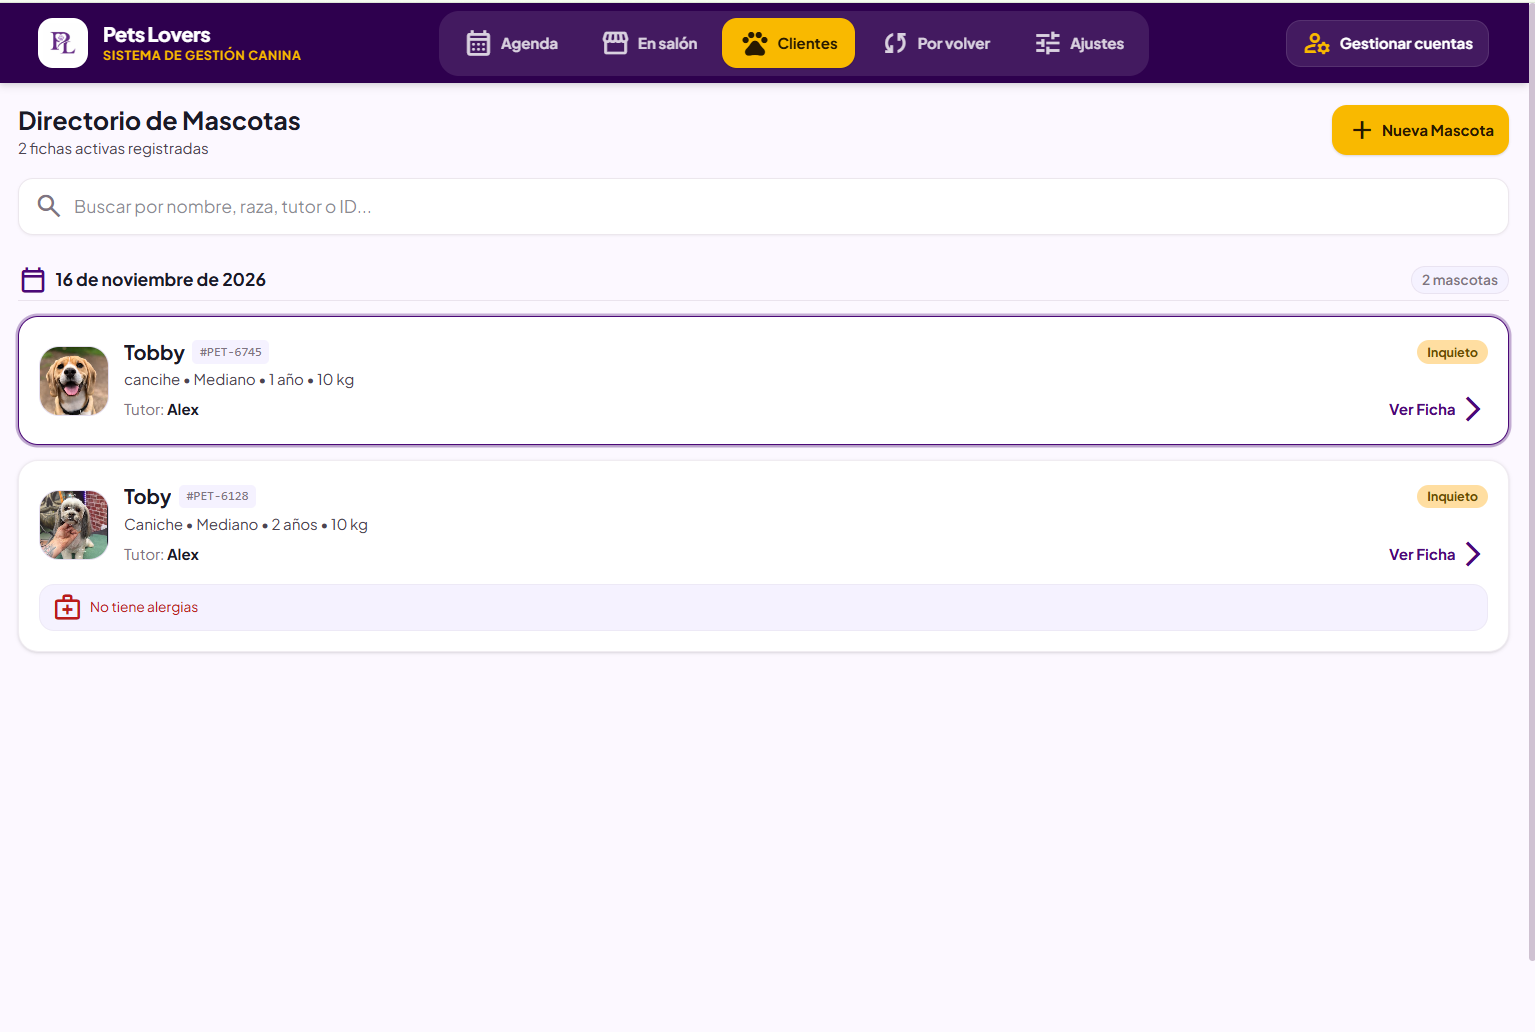 Pets Lovers
SISTEMA DE GESTIÓN CANINA
Agenda
En salón
Clientes
Por volver
Ajustes
Gestionar cuentas
Directorio de Mascotas
2 fichas activas registradas
Nueva Mascota
Buscar por nombre, raza, tutor o ID...
16 de noviembre de 2026
2 mascotas
Tobby #PET-6745
Inquieto
cancihe • Mediano • 1 año • 10 kg
Tutor: Alex
Ver Ficha
Toby #PET-6128
Inquieto
Caniche • Mediano • 2 años • 10 kg
Tutor: Alex
Ver Ficha
No tiene alergias